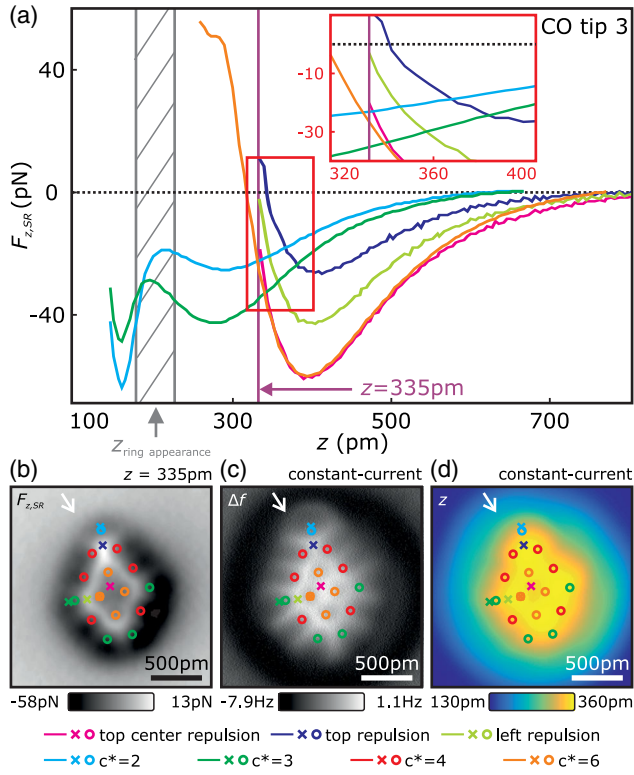 (a)
CO tip 3
60
0
-40
F_z,SR (pN)
-10
-30
320
360
400
z=335pm
100
300
500
700
z (pm)
z_ring appearance
(b)
z = 335pm
F_z,SR
500pm
-58pN
13pN
(c)
constant-current
Δf
500pm
-7.9Hz
1.1Hz
(d)
constant-current
z
500pm
130pm
360pm
top center repulsion
top repulsion
left repulsion
c*=2
c*=3
c*=4
c*=6